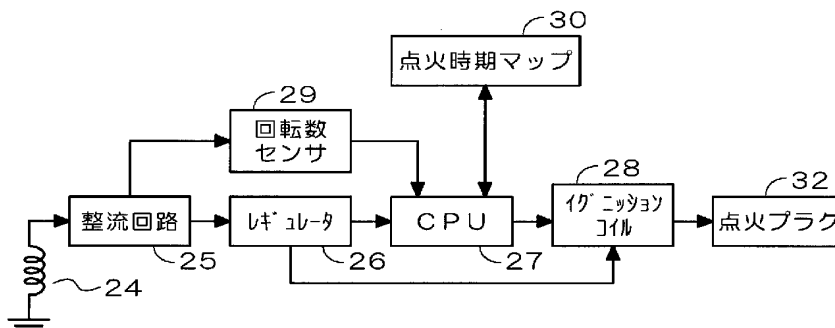 30
点火時期マップ
29
回転数
センサ
28
32
整流回路
レギュレータ
CPU
イグニッション
コイル
点火プラグ
25
26
27
24